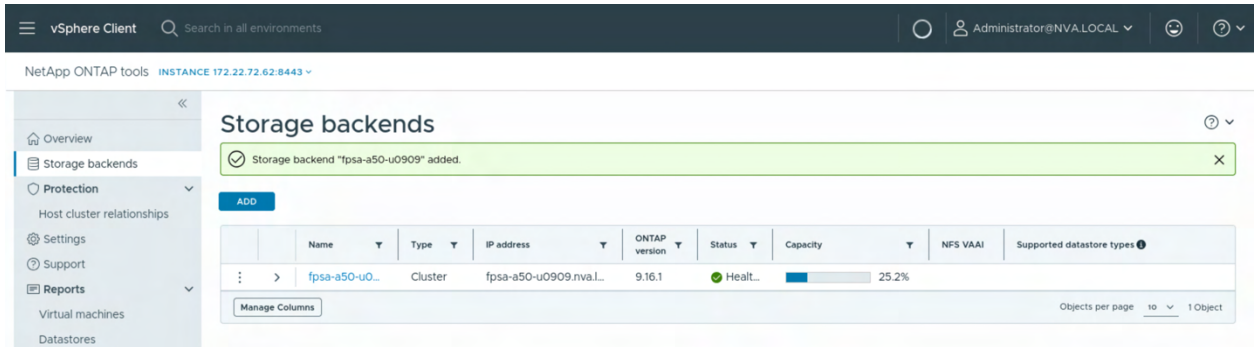 vSphere Client Search in all environments Administrator@NVA.LOCAL
NetApp ONTAP tools INSTANCE 172.22.72.62:8443
Overview
Storage backends
Protection
Host cluster relationships
Settings
Support
Reports
Virtual machines
Datastores
Storage backends
Storage backend "fpsa-a50-u0909" added.
ADD
Name Type IP address ONTAP version Status Capacity NFS VAAI Supported datastore types
fpsa-a50-u0... Cluster fpsa-a50-u0909.nva.l... 9.16.1 Healt... 25.2%
Manage Columns Objects per page 10 1 Object